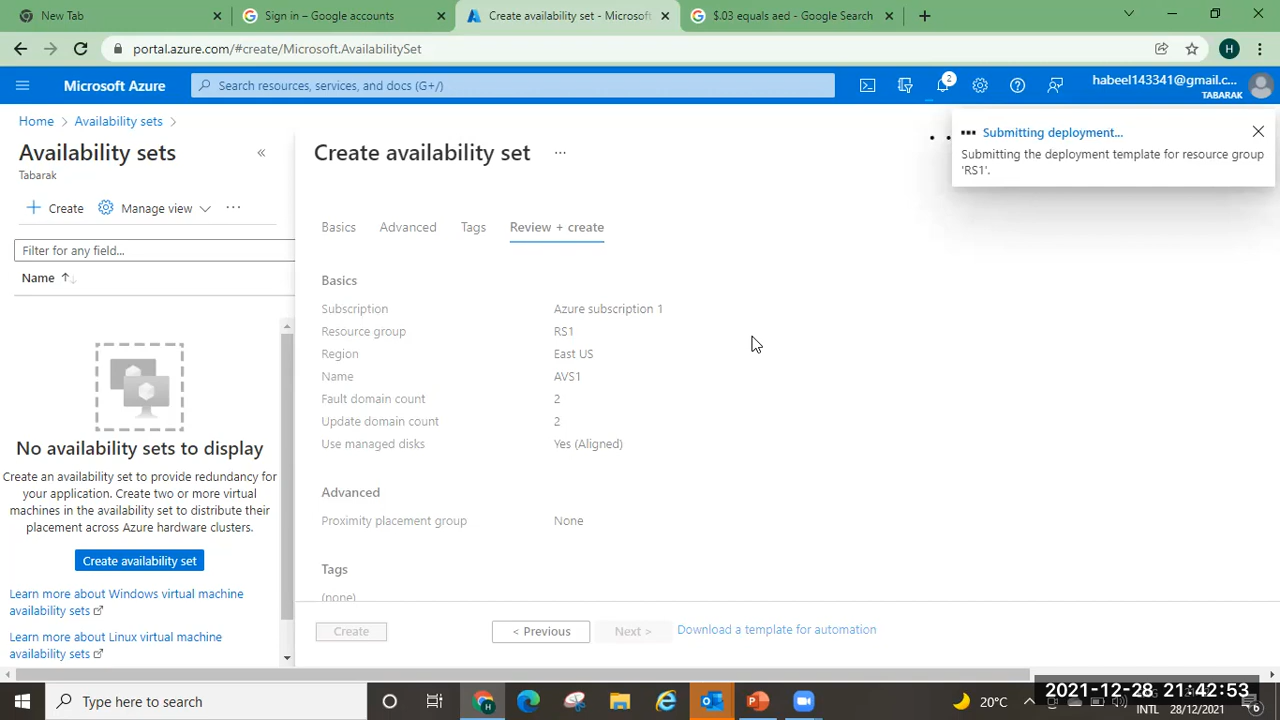 New Tab
Sign in – Google accounts
Create availability set - Microsoft
$.03 equals aed - Google Search
portal.azure.com/#create/Microsoft.AvailabilitySet
H
Microsoft Azure
Search resources, services, and docs (G+/)
2
habeel143341@gmail.c...
TABARAK
Home > Availability sets >
Availability sets
Tabarak
Create
Manage view
Filter for any field...
Name
No availability sets to display
Create an availability set to provide redundancy for
your application. Create two or more virtual
machines in the availability set to distribute their
placement across Azure hardware clusters.
Create availability set
Learn more about Windows virtual machine
availability sets
Learn more about Linux virtual machine
availability sets
Create availability set
Submitting deployment...
Submitting the deployment template for resource group
'RS1'.
Basics
Advanced
Tags
Review + create
Basics
Subscription Azure subscription 1
Resource group RS1
Region East US
Name AVS1
Fault domain count 2
Update domain count 2
Use managed disks Yes (Aligned)
Advanced
Proximity placement group None
Tags
(none)
Create
< Previous
Next >
Download a template for automation
Type here to search
20°C
2021-12-28 21:42:53
INTL 28/12/2021